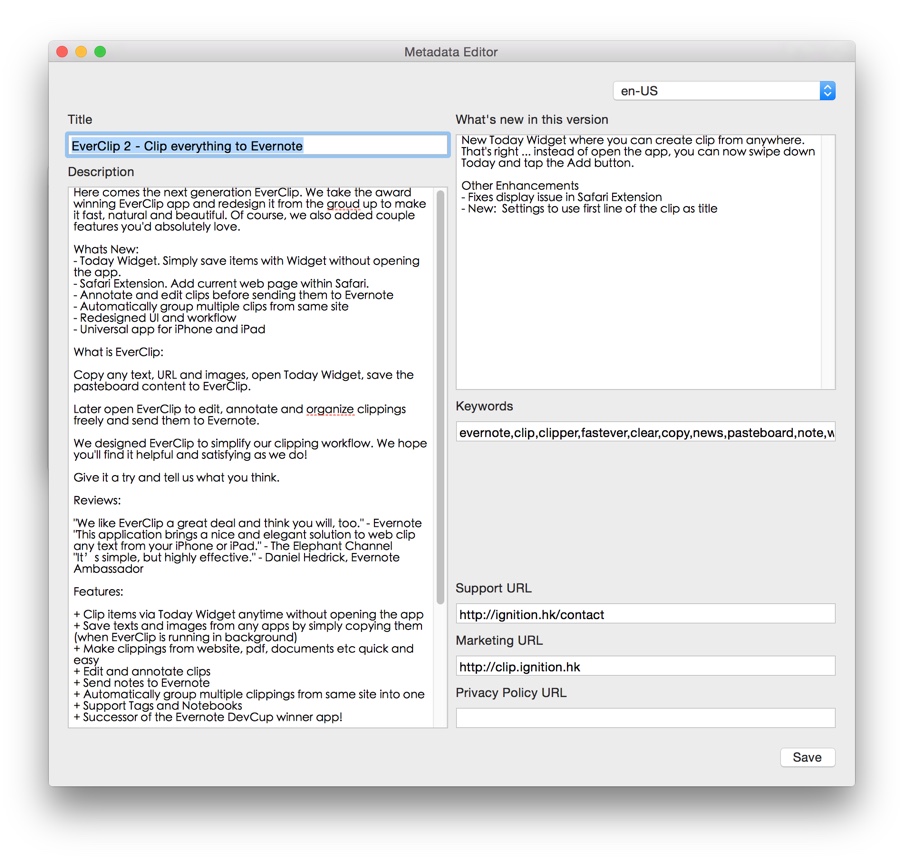 Metadata Editor
en-US
Title
EverClip 2 - Clip everything to Evernote
Description
Here comes the next generation EverClip. We take the award
winning EverClip app and redesign it from the groud up to make
it fast, natural and beautiful. Of course, we also added couple
features you'd absolutely love.
Whats New:
- Today Widget. Simply save items with Widget without opening
the app.
- Safari Extension. Add current web page within Safari.
- Annotate and edit clips before sending them to Evernote
- Automatically group multiple clips from same site
- Redesigned UI and workflow
- Universal app for iPhone and iPad
What is EverClip:
Copy any text, URL and images, open Today Widget, save the
pasteboard content to EverClip.
Later open EverClip to edit, annotate and organize clippings
freely and send them to Evernote.
We designed EverClip to simplify our clipping workflow. We hope
you'll find it helpful and satisfying as we do!
Give it a try and tell us what you think.
Reviews:
"We like EverClip a great deal and think you will, too." - Evernote
"This application brings a nice and elegant solution to web clip
any text from your iPhone or iPad." - The Elephant Channel
"It’s simple, but highly effective." - Daniel Hedrick, Evernote
Ambassador
Features:
+ Clip items via Today Widget anytime without opening the app
+ Save texts and images from any apps by simply copying them
(when EverClip is running in background)
+ Make clippings from website, pdf, documents etc quick and
easy
+ Edit and annotate clips
+ Send notes to Evernote
+ Automatically group multiple clippings from same site into one
+ Support Tags and Notebooks
+ Successor of the Evernote DevCup winner app!
What's new in this version
New Today Widget where you can create clip from anywhere.
That's right ... instead of open the app, you can now swipe down
Today and tap the Add button.
Other Enhancements
- Fixes display issue in Safari Extension
- New: Settings to use first line of the clip as title
Keywords
evernote,clip,clipper,fastever,clear,copy,news,pasteboard,note,w
Support URL
http://ignition.hk/contact
Marketing URL
http://clip.ignition.hk
Privacy Policy URL
Save